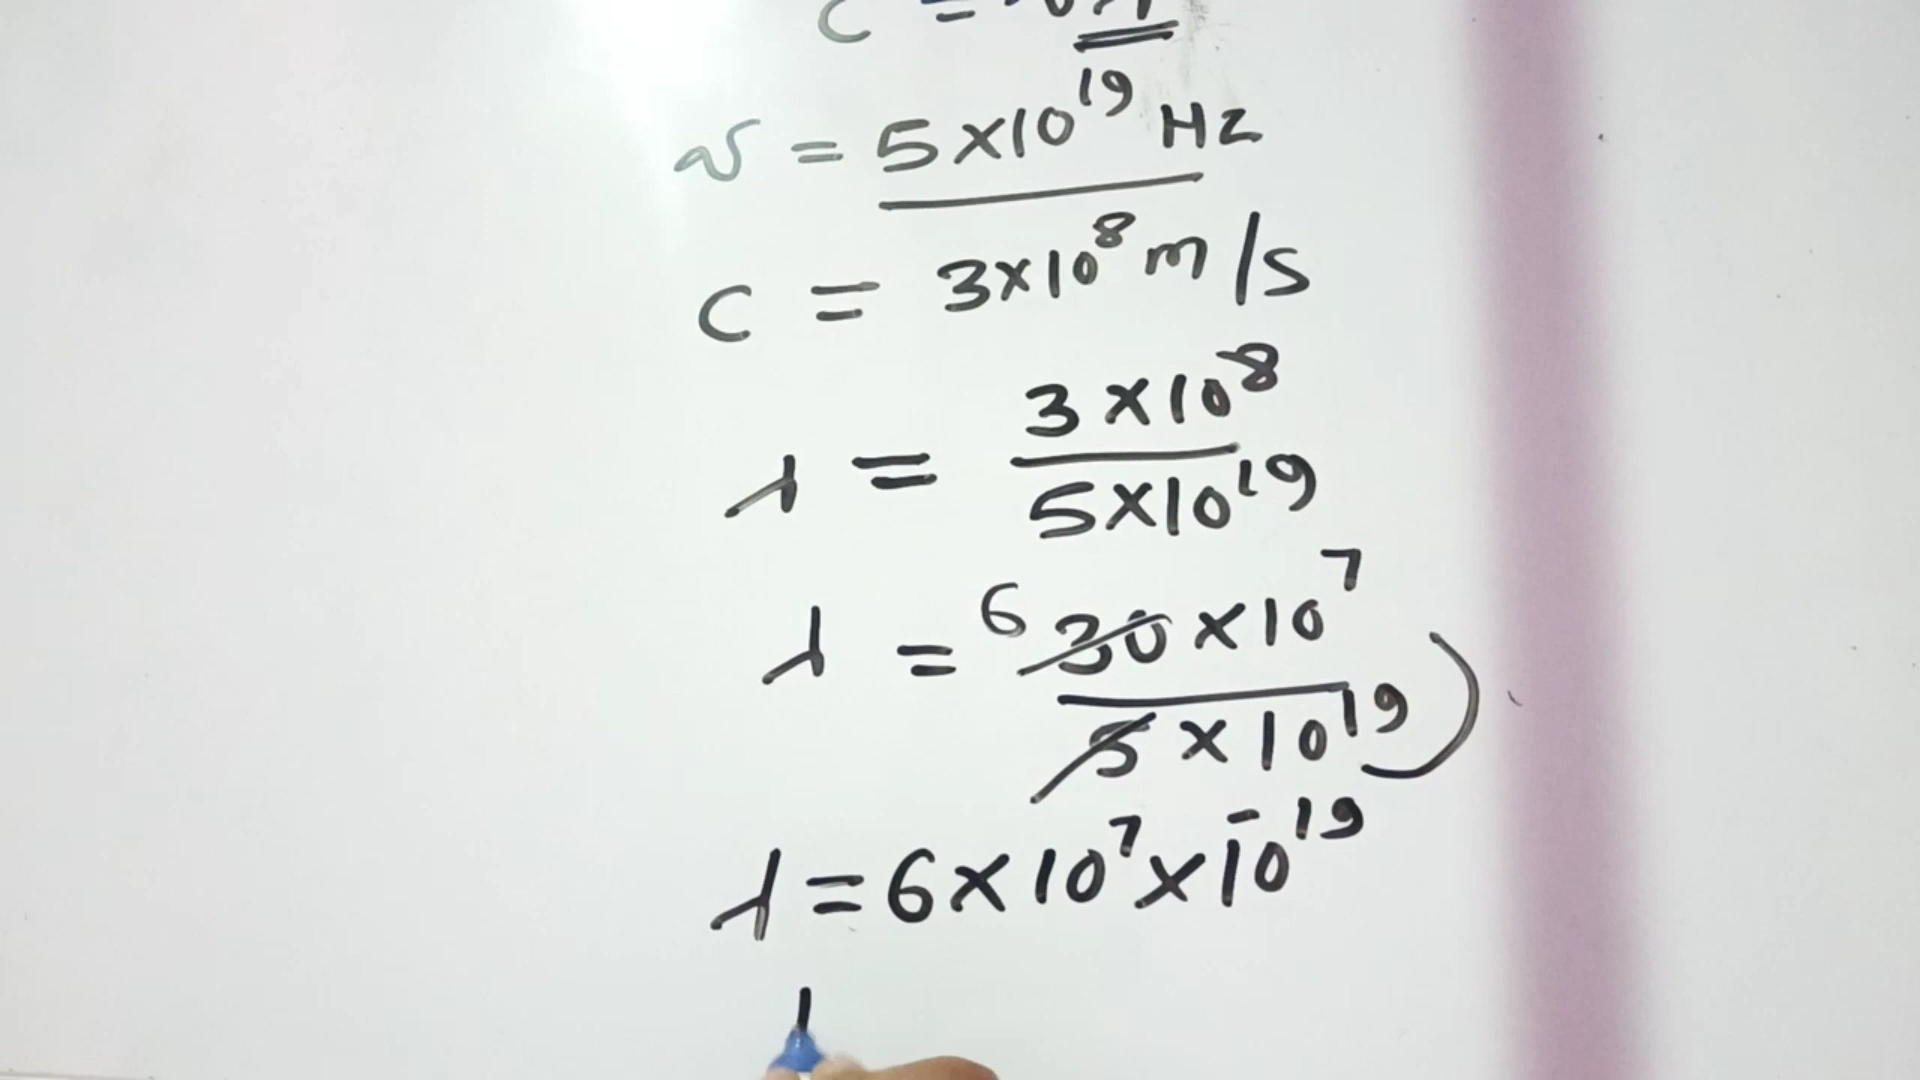 C =
ν = 5×10¹⁹ Hz
C = 3×10⁸ m/s
λ = 3×10⁸ / 5×10¹⁹
λ = 6 30×10⁷ / 5×10¹⁹
λ = 6×10⁷×10⁻¹⁹